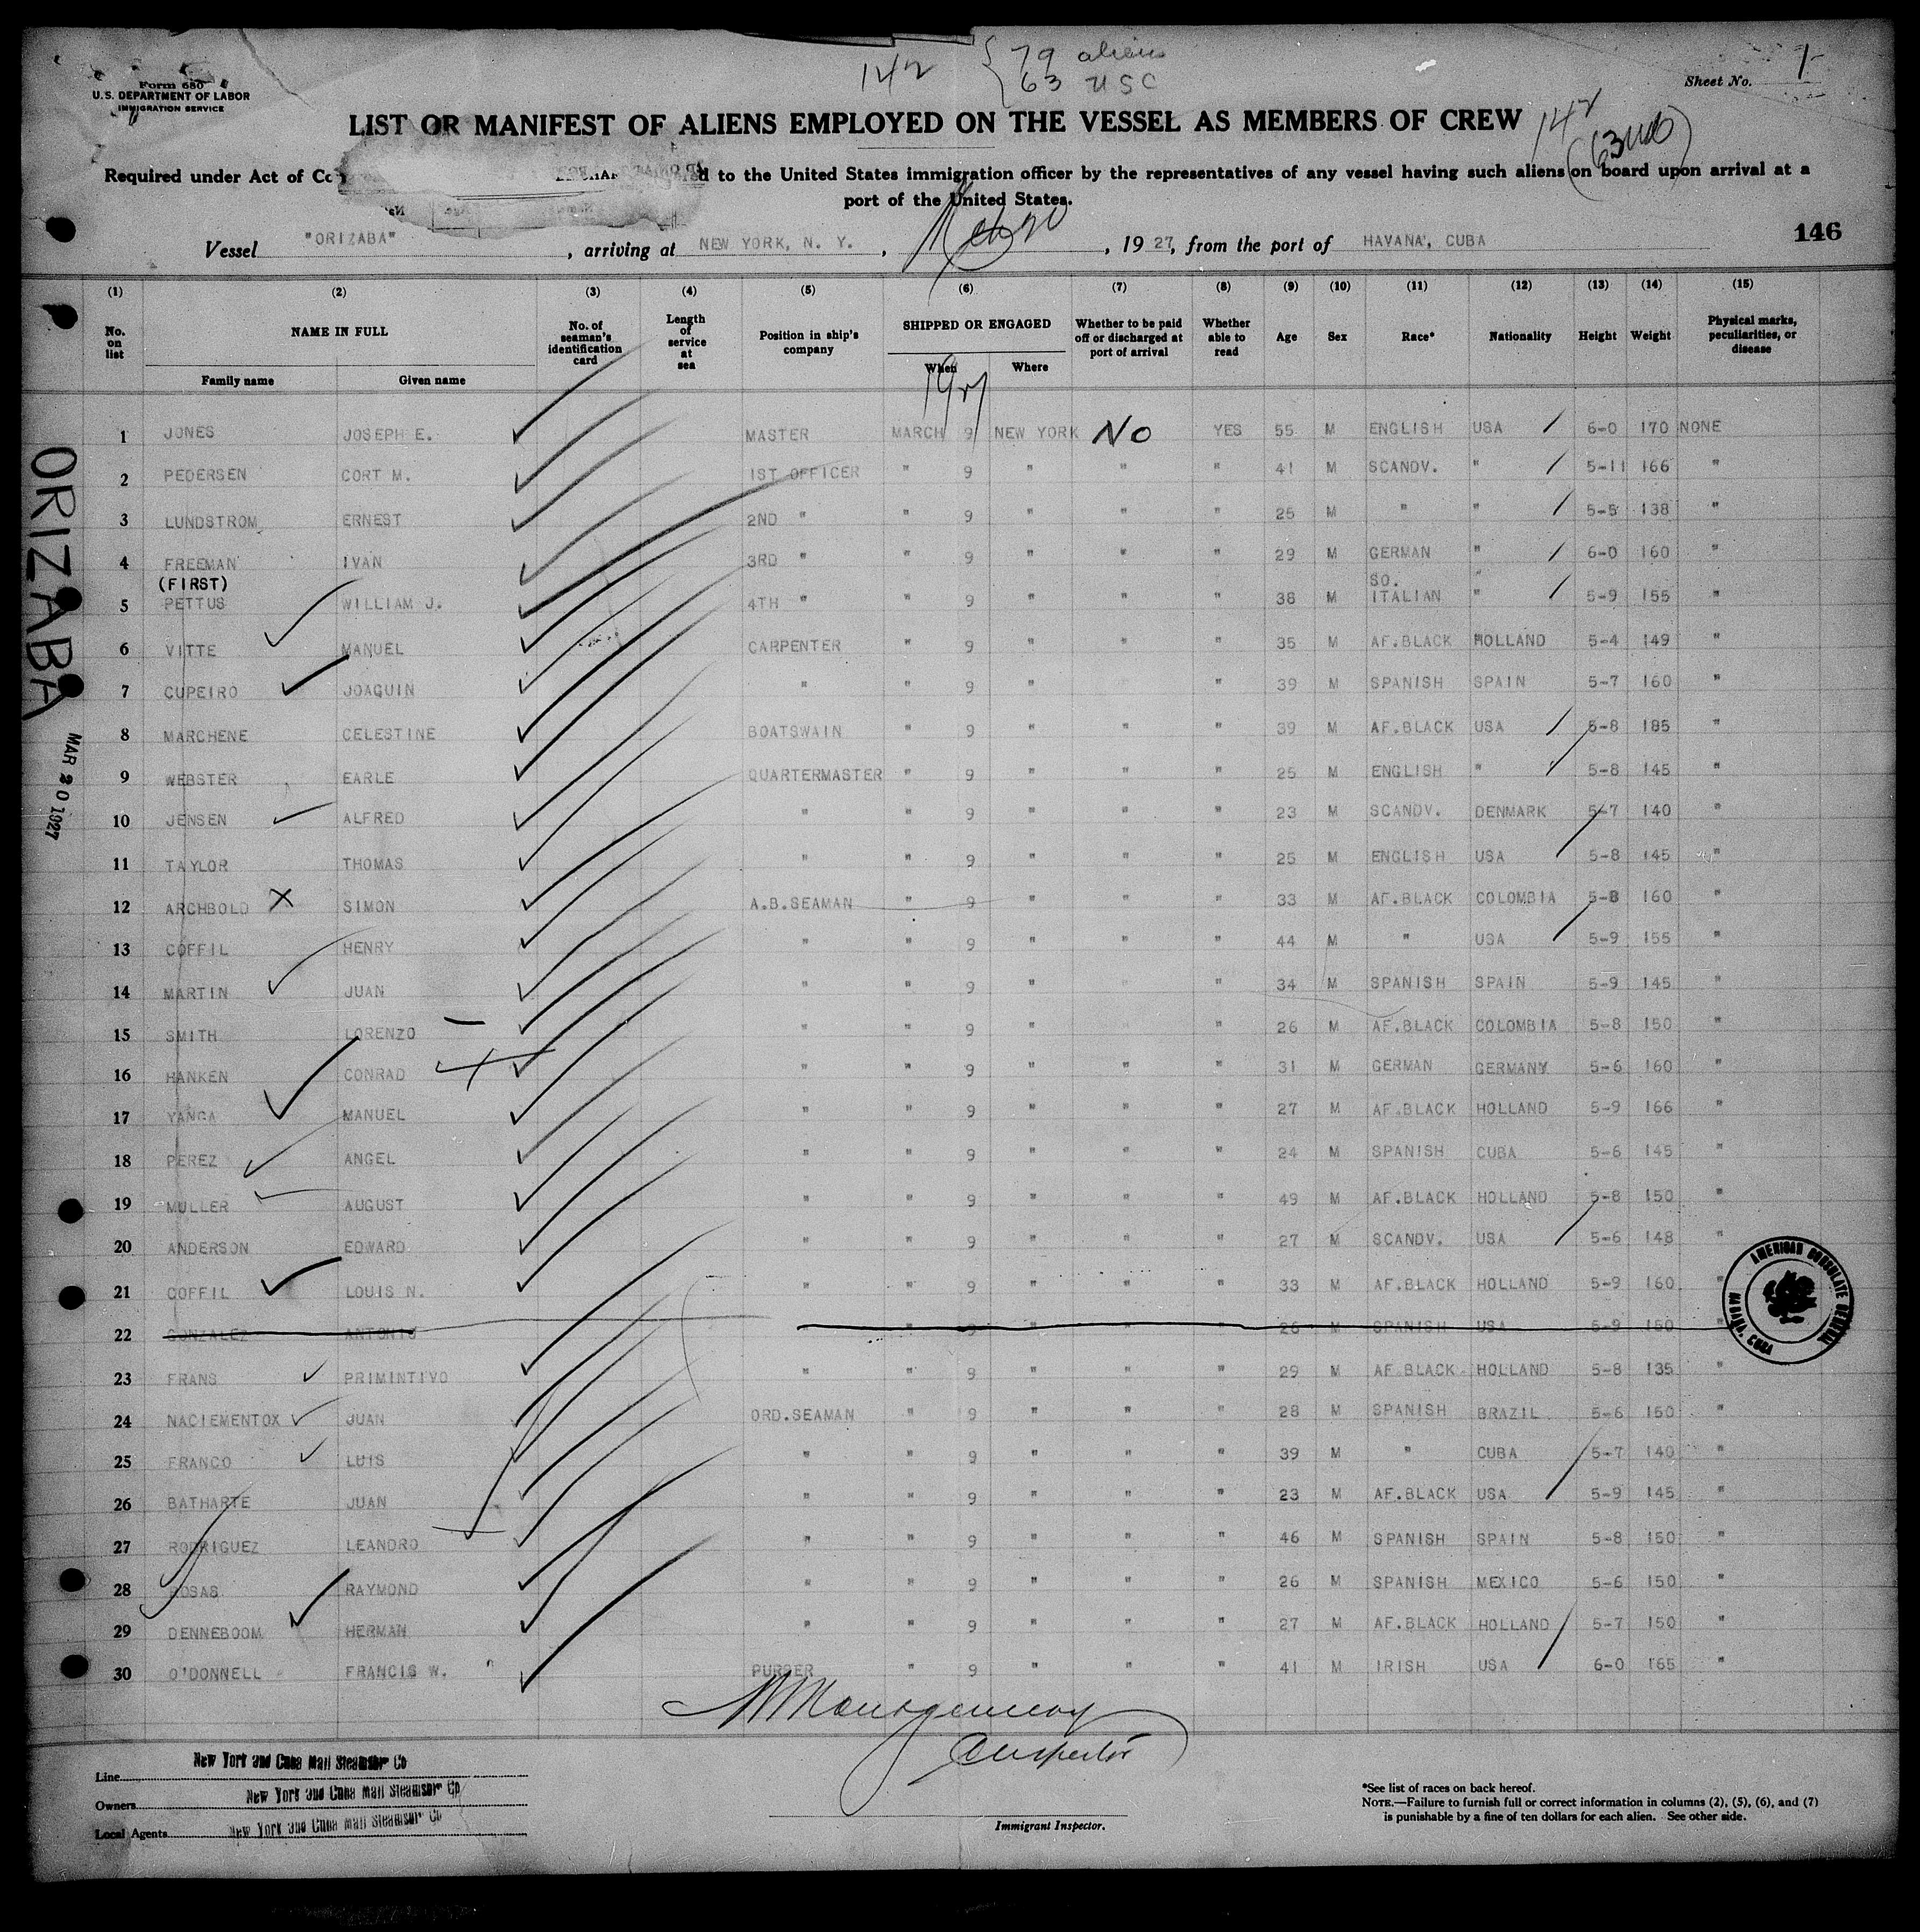 142 { 79 aliens
63 USC
Form 680
U.S. DEPARTMENT OF LABOR
IMMIGRATION SERVICE
Sheet No. 1
LIST OR MANIFEST OF ALIENS EMPLOYED ON THE VESSEL AS MEMBERS OF CREW
142
Required under Act of Co d to the United States immigration officer by the representatives of any vessel having such aliens on board upon arrival at a
port of the United States.
Vessel "ORIZABA", arriving at NEW YORK, N. Y., , 1927, from the port of HAVANA, CUBA
146
(1) (2) (3) (4) (5) (6) (7) (8) (9) (10) (11) (12) (13) (14) (15)
No. on list NAME IN FULL No. of seaman's identification card Length of service at sea Position in ship's company SHIPPED OR ENGAGED Whether to be paid off or discharged at port of arrival Whether able to read Age Sex Race* Nationality Height Weight Physical marks, peculiarities, or disease
Family name Given name When Where
1927
1 JONES JOSEPH E. MASTER MARCH 9 NEW YORK NO YES 55 M ENGLISH USA 6-0 170 NONE
2 PEDERSEN CORT M. 1ST OFFICER " 9 " " " 41 M SCANDV. " 5-11 166 "
3 LUNDSTROM ERNEST 2ND " " 9 " " " 25 M " " 5-5 138 "
4 FREEMAN IVAN 3RD " " 9 " " " 29 M GERMAN " 6-0 160 "
(FIRST) SO. "
5 PETTUS WILLIAM J. 4TH " " 9 " " " 38 M ITALIAN " 5-9 155 "
6 VITTE MANUEL CARPENTER " 9 " " " 35 M AF.BLACK HOLLAND 5-4 149 "
7 CUPEIRO JOAQUIN " " 9 " " 39 M SPANISH SPAIN 5-7 160 "
8 MARCHENE CELESTINE BOATSWAIN " 9 " " " 39 M AF.BLACK USA 5-8 185 "
9 WEBSTER EARLE QUARTERMASTER " 9 " " " 25 M ENGLISH " 5-8 145 "
10 JENSEN ALFRED " " 9 " " " 23 M SCANDV. DENMARK 5-7 140 "
11 TAYLOR THOMAS " " 9 " " " 25 M ENGLISH USA 5-8 145 "
12 ARCHBOLD X SIMON A.B.SEAMAN " 9 " " " 33 M AF.BLACK COLOMBIA 5-8 160 "
13 COFFIL HENRY " " 9 " " " 44 M " USA 5-9 155 "
14 MARTIN JUAN " " 9 " " " 34 M SPANISH SPAIN 5-9 145 "
15 SMITH LORENZO " " 9 " " 26 M AF.BLACK COLOMBIA 5-8 150 "
16 HANKEN CONRAD " " 9 " " " 31 M GERMAN GERMANY 5-6 160 "
17 YANGA MANUEL " " 9 " " " 27 M AF.BLACK HOLLAND 5-9 166 "
18 PEREZ ANGEL " " 9 " " " 24 M SPANISH CUBA 5-6 145 "
19 MULLER AUGUST " " 9 " " " 49 M AF.BLACK HOLLAND 5-8 150 "
20 ANDERSON EDWARD " " 9 " " " 27 M SCANDV. USA 5-6 148
21 COFFIL LOUIS N. " " 9 " " " 33 M AF.BLACK HOLLAND 5-9 160 "
22 GONZALEZ ANTONIO " " 9 " " " 26 M SPANISH USA 5-9 150 "
23 FRANS PRIMINTIVO " " 9 " " " 29 M AF.BLACK HOLLAND 5-8 135 "
24 NACIEMENTOX JUAN ORD.SEAMAN " 9 " " " 28 M SPANISH BRAZIL 5-6 150 "
25 FRANCO LUIS " " 9 " " " 39 M " CUBA 5-7 140 "
26 BATHARTE JUAN " " 9 " " " 23 M AF.BLACK USA 5-9 145 "
27 RODRIGUEZ LEANDRO " " 9 " " " 46 M SPANISH SPAIN 5-8 150 "
28 ROSAS RAYMOND " " 9 " " " 26 M SPANISH MEXICO 5-6 150 "
29 DENNEBOOM HERMAN " " 9 " " " 27 M AF.BLACK HOLLAND 5-7 150 "
30 O'DONNELL FRANCIS W. PURSER " 9 " " " 41 M IRISH USA 6-0 165 "
ORIZABA
MAR 20 1927
AMERICAN CONSULATE GENERAL
HABANA, CUBA
Montgomery
Inspector
Line New York and Cuba Mail Steamship Co
Owners New York and Cuba Mail Steamship Co
Local Agents New York and Cuba Mail Steamship Co
Immigrant Inspector.
*See list of races on back hereof.
NOTE.—Failure to furnish full or correct information in columns (2), (5), (6), and (7)
is punishable by a fine of ten dollars for each alien. See other side.